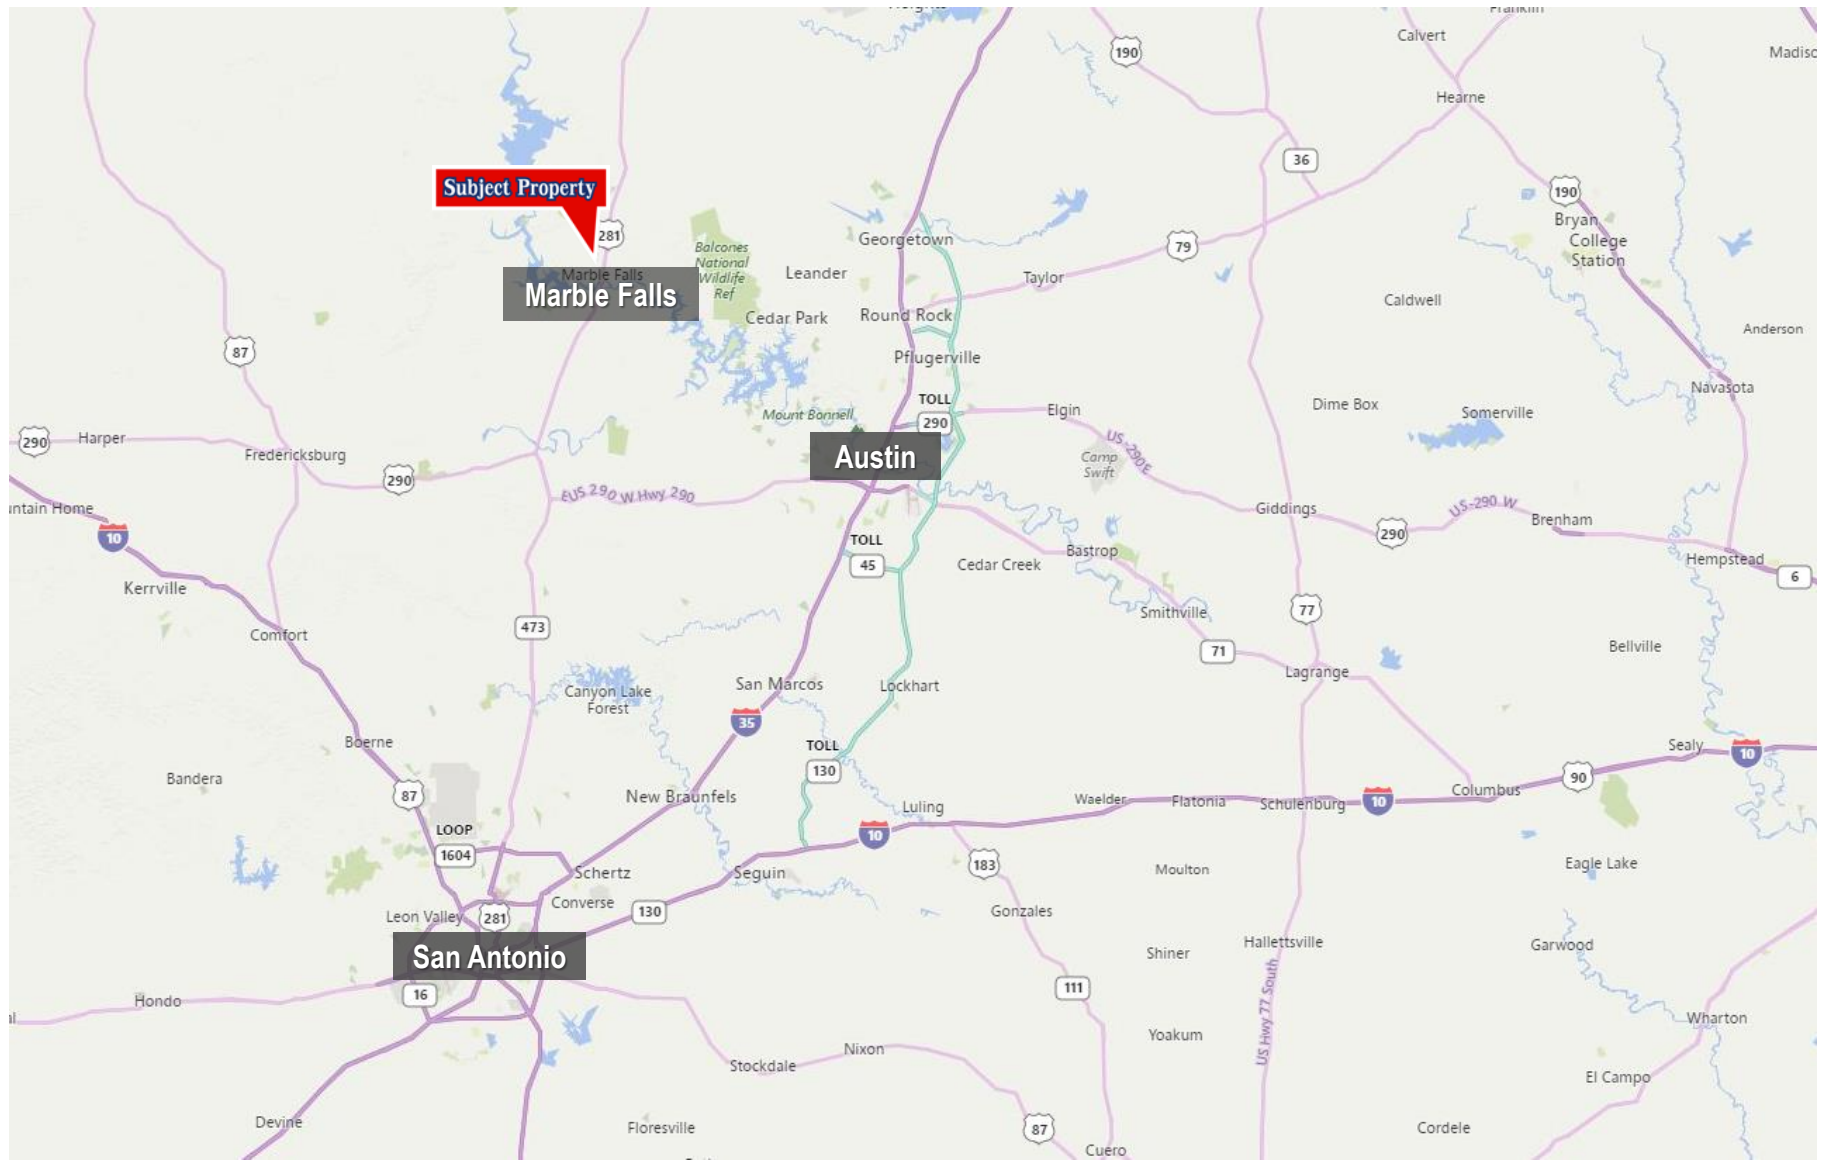 Franklin
Calvert
190
Madisc
Hearne
36
Subject Property
190
281
Bryan
College
Station
Georgetown
79
Balcones
National
Wildlife
Ref
Leander
Taylor
Marble Falls
Marble Falls
Caldwell
Cedar Park
Round Rock
Anderson
87
Pflugerville
Navasota
TOLL
290
Mount Bonnell
Elgin
Dime Box
Somerville
290
Harper
Fredericksburg
Austin
US-290 E
Camp
Swift
290
EUS 290 W Hwy 290
ntain Home
Giddings
US-290 W
Brenham
290
10
TOLL
45
Bastrop
Cedar Creek
Hempstead
6
Kerrville
Smithville
77
473
Comfort
71
Bellville
Lagrange
San Marcos
Lockhart
Canyon Lake
Forest
35
Boerne
TOLL
130
Sealy
10
Bandera
90
87
New Braunfels
Luling
Waelder
Flatonia
Schulenburg
10
Columbus
LOOP
1604
10
Schertz
Seguin
183
Moulton
Eagle Lake
Converse
Leon Valley
281
130
Gonzales
San Antonio
Shiner
Hallettsville
Garwood
16
Hondo
111
US Hwy 77 South
al
Wharton
Yoakum
Nixon
Stockdale
El Campo
Devine
Floresville
87
Cordele
Cuero